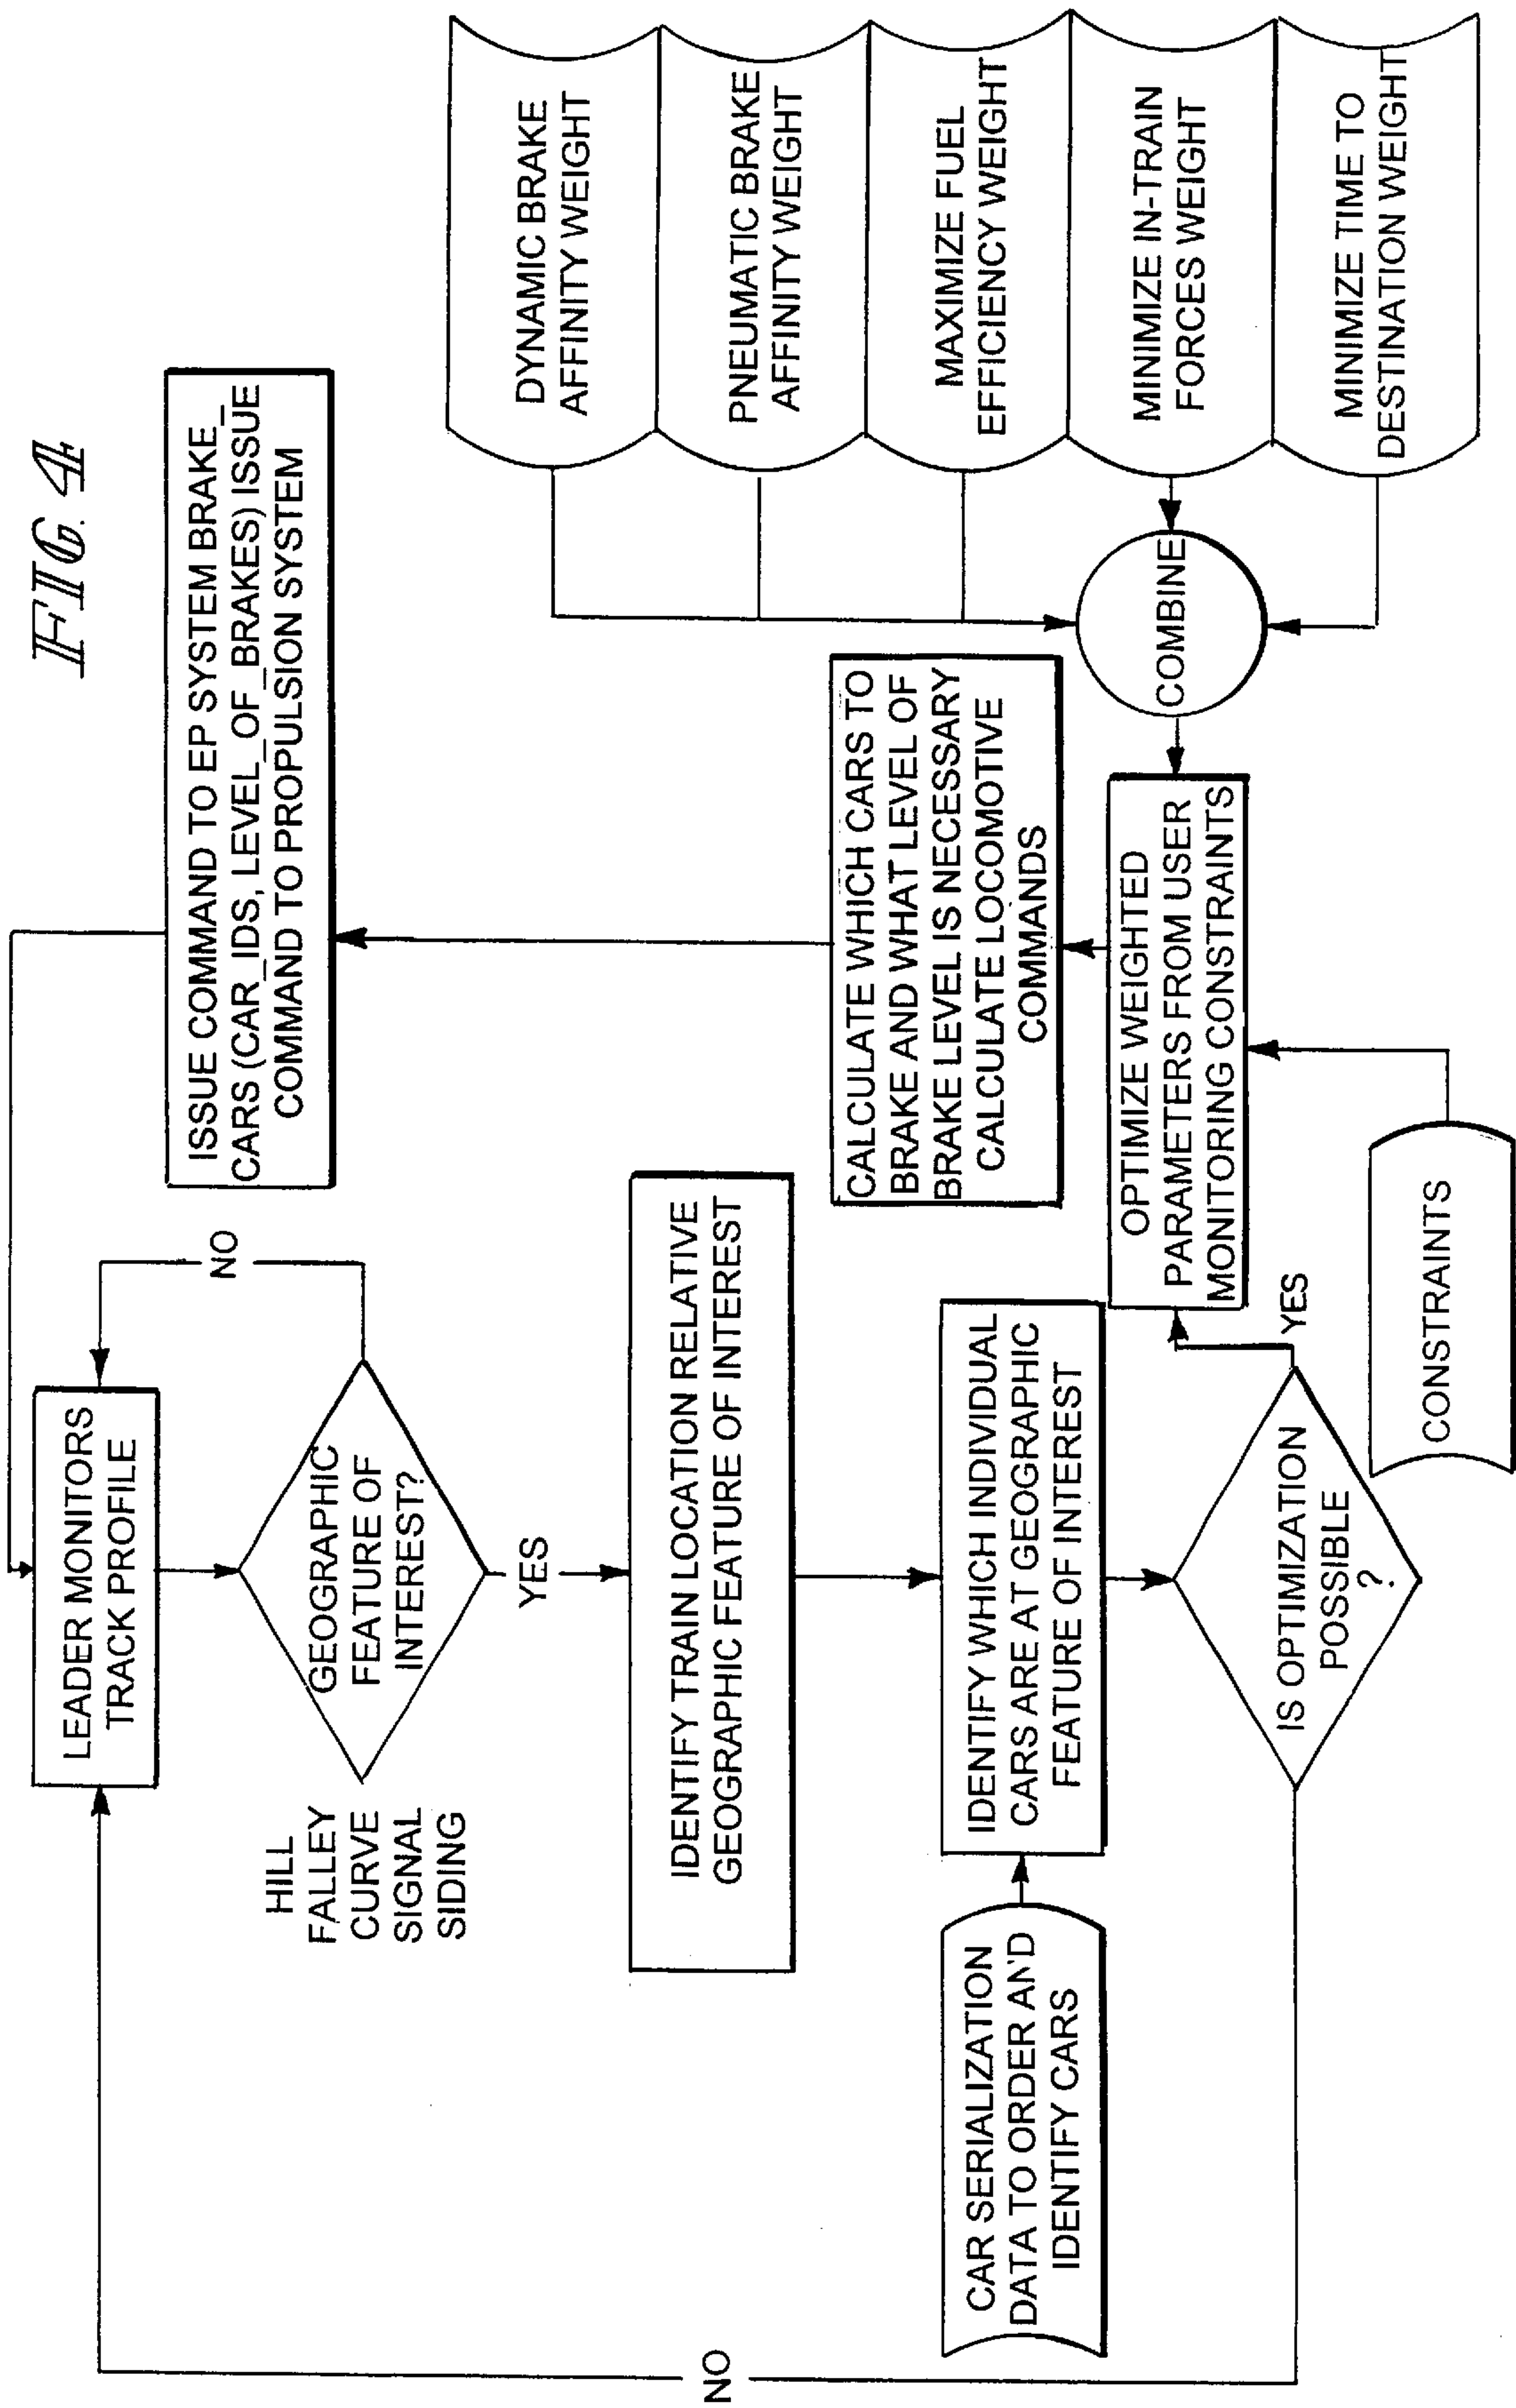 FIG. 4
LEADER MONITORS
TRACK PROFILE
NO
HILL
FALLEY
CURVE
SIGNAL
SIDING
GEOGRAPHIC
FEATURE OF
INTEREST?
YES
IDENTIFY TRAIN LOCATION RELATIVE
GEOGRAPHIC FEATURE OF INTEREST
CAR SERIALIZATION
DATA TO ORDER AND
IDENTIFY CARS
IDENTIFY WHICH INDIVIDUAL
CARS ARE AT GEOGRAPHIC
FEATURE OF INTEREST
IS OPTIMIZATION
POSSIBLE
?
NO
YES
CONSTRAINTS
OPTIMIZE WEIGHTED
PARAMETERS FROM USER
MONITORING CONSTRAINTS
CALCULATE WHICH CARS TO
BRAKE AND WHAT LEVEL OF
BRAKE LEVEL IS NECESSARY
CALCULATE LOCOMOTIVE
COMMANDS
ISSUE COMMAND TO EP SYSTEM BRAKE_
CARS (CAR_IDS, LEVEL_OF_BRAKES) ISSUE
COMMAND TO PROPULSION SYSTEM
COMBINE
DYNAMIC BRAKE
AFFINITY WEIGHT
PNEUMATIC BRAKE
AFFINITY WEIGHT
MAXIMIZE FUEL
EFFICIENCY WEIGHT
MINIMIZE IN-TRAIN
FORCES WEIGHT
MINIMIZE TIME TO
DESTINATION WEIGHT